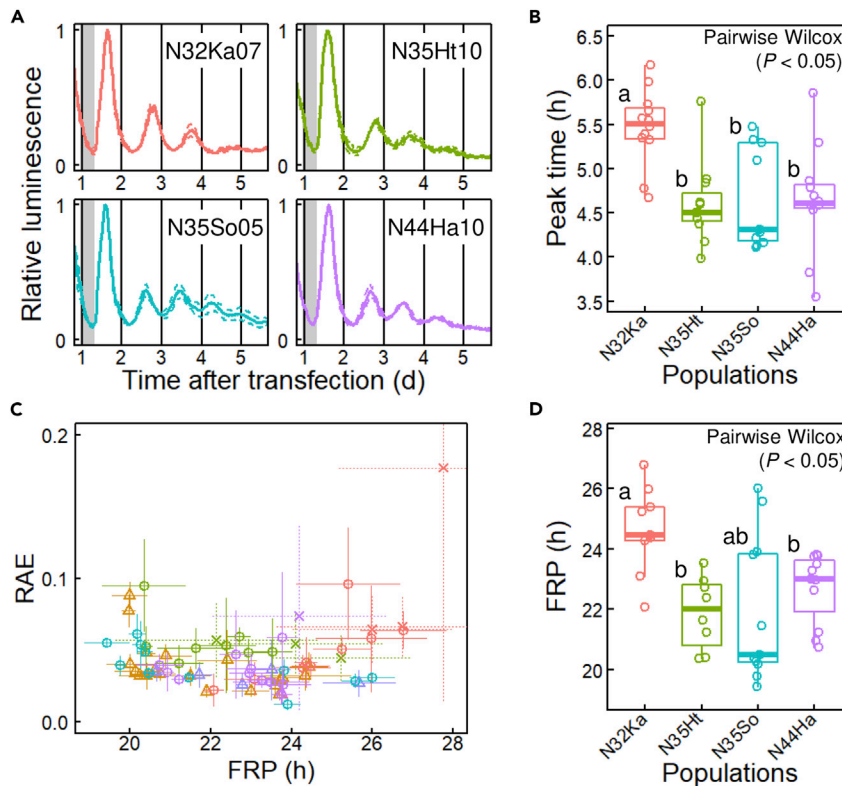 A
N32Ka07
N35Ht10
1
0
1
0
1 2 3 4 5
1 2 3 4 5
N35So05
N44Ha10
1
0
1
0
1 2 3 4 5
1 2 3 4 5
Rlative luminescence
Time after transfection (d)
B
Pairwise Wilcox
(P < 0.05)
6.5
6.0
5.5
5.0
4.5
4.0
3.5
a
b
b
b
Peak time (h)
N32Ka
N35Ht
N35So
N44Ha
Populations
C
0.2
0.1
0.0
RAE
20 22 24 26 28
FRP (h)
D
Pairwise Wilcox
(P < 0.05)
28
26
24
22
20
a
b
ab
b
FRP (h)
N32Ka
N35Ht
N35So
N44Ha
Populations